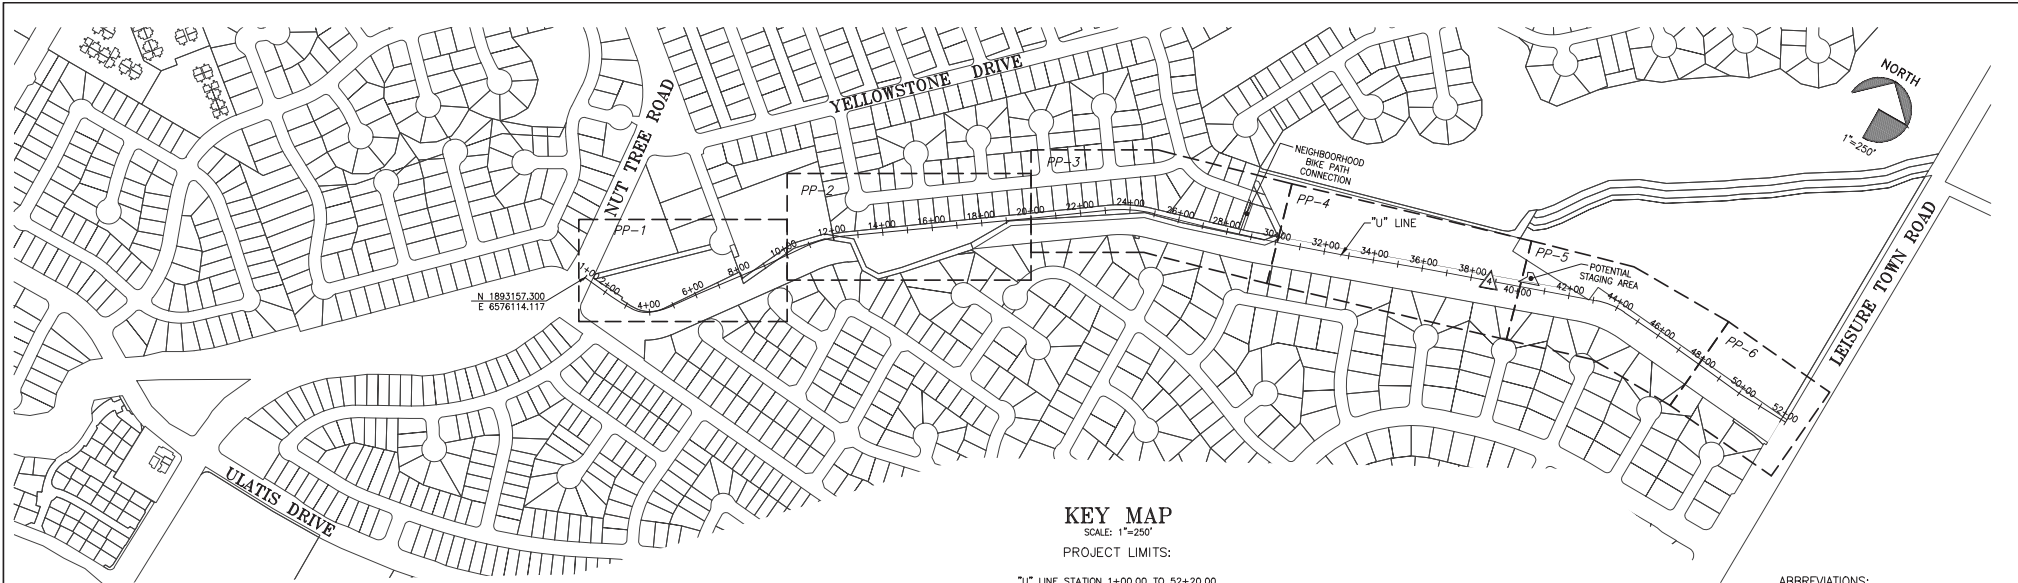 NUT TREE ROAD
YELLOWSTONE DRIVE
NORTH
1"=250'
PP-1
PP-2
PP-3
NEIGHBOORHOOD
BIKE PATH
CONNECTION
PP-4
"U" LINE
PP-5
POTENTIAL
STAGING AREA
PP-6
LEISURE TOWN ROAD
N 1893157.300
E 6576114.117
1+00
2+00
4+00
6+00
8+00
10+00
12+00
14+00
16+00
18+00
20+00
22+00
24+00
26+00
28+00
30+00
32+00
34+00
36+00
38+00
4
40+00
42+00
44+00
46+00
48+00
50+00
52+00
ULATIS DRIVE
KEY MAP
SCALE: 1"=250'
PROJECT LIMITS:
"U" LINE STATION 1+00.00 TO 52+20.00
ABBREVIATIONS: